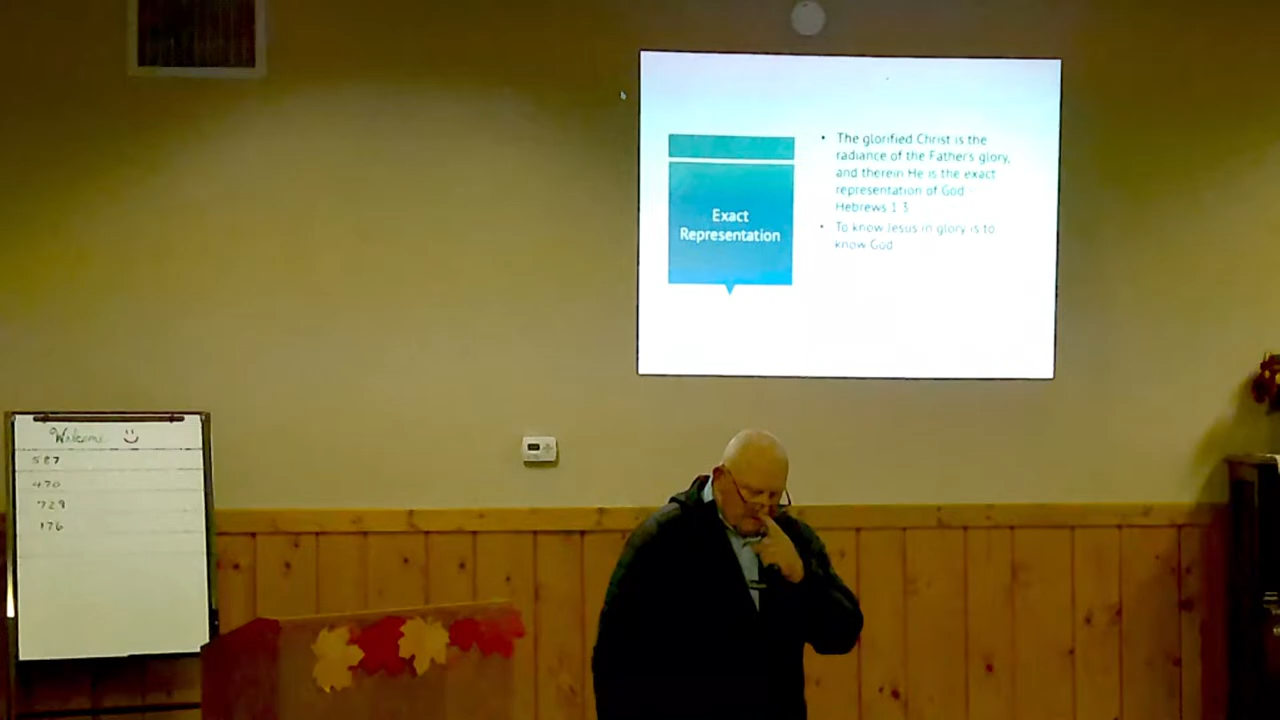 Exact
Representation
• The glorified Christ is the
radiance of the Father's glory,
and therein He is the exact
representation of God -
Hebrews 1:3
• To know Jesus in glory is to
know God
Welcome
587
470
729
176